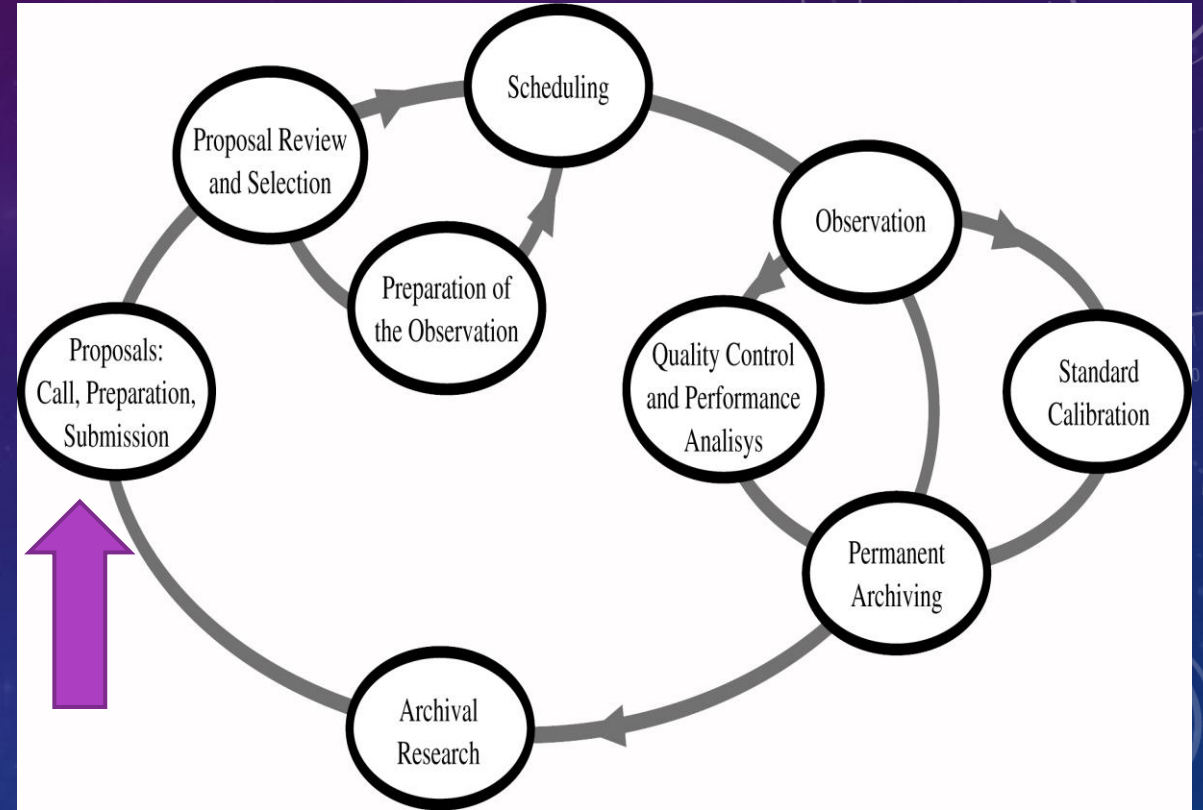 Scheduling
Proposal Review
and Selection
Observation
Preparation of
the Observation
Proposals:
Call, Preparation,
Submission
Quality Control
and Performance
Analisys
Standard
Calibration
Permanent
Archiving
Archival
Research